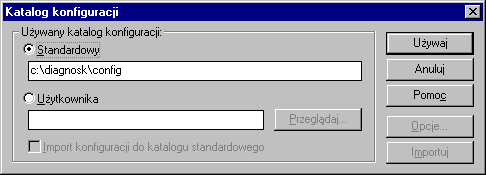 Katalog konfiguracji
Używany katalog konfiguracji:
Standardowy
c:\diagnosk\config
Użytkownika
Przeglądaj...
Import konfiguracji do katalogu standardowego
Używaj
Anuluj
Pomoc
Opcje...
Importuj